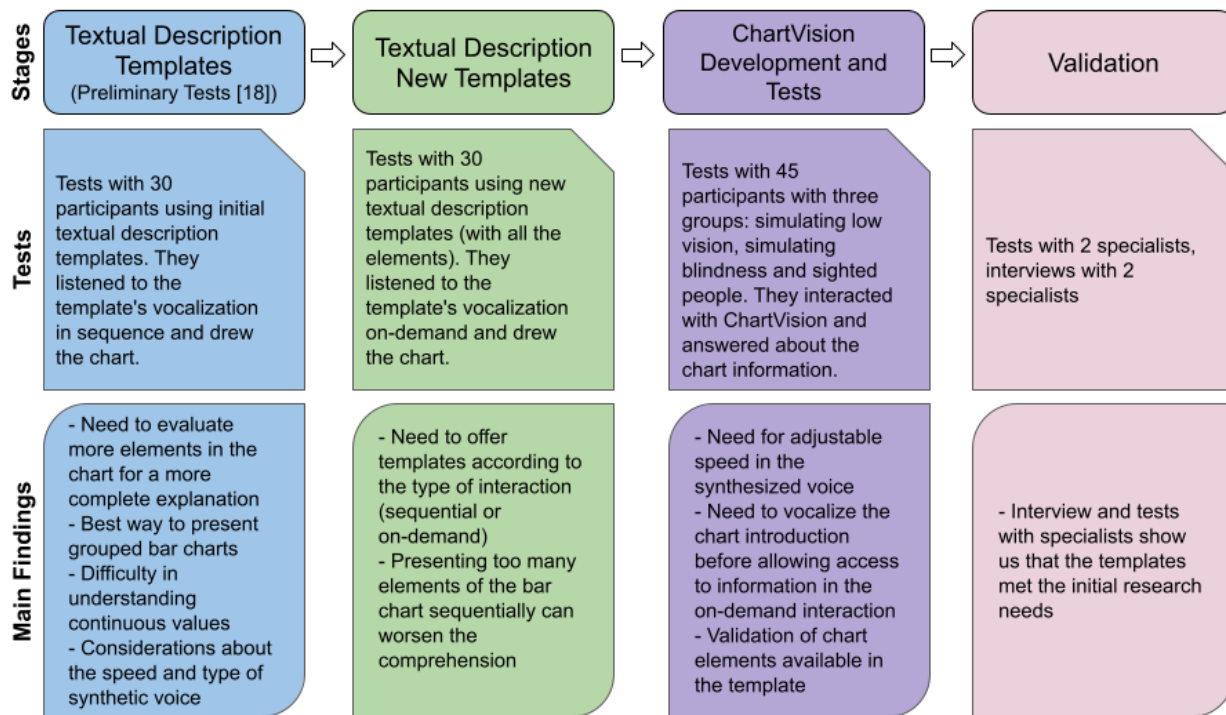 Stages
Textual Description
Templates
(Preliminary Tests [18])
Textual Description
New Templates
ChartVision
Development and
Tests
Validation
Tests
Tests with 30
participants using initial
textual description
templates. They
listened to the
template's vocalization
in sequence and drew
the chart.
Tests with 30
participants using new
textual description
templates (with all the
elements). They
listened to the
template's vocalization
on-demand and drew
the chart.
Tests with 45
participants with three
groups: simulating low
vision, simulating
blindness and sighted
people. They interacted
with ChartVision and
answered about the
chart information.
Tests with 2 specialists,
interviews with 2
specialists
Main Findings
- Need to evaluate
more elements in the
chart for a more
complete explanation
- Best way to present
grouped bar charts
- Difficulty in
understanding
continuous values
- Considerations about
the speed and type of
synthetic voice
- Need to offer
templates according to
the type of interaction
(sequential or
on-demand)
- Presenting too many
elements of the bar
chart sequentially can
worsen the
comprehension
- Need for adjustable
speed in the
synthesized voice
- Need to vocalize the
chart introduction
before allowing access
to information in the
on-demand interaction
- Validation of chart
elements available in
the template
- Interview and tests
with specialists show
us that the templates
met the initial research
needs